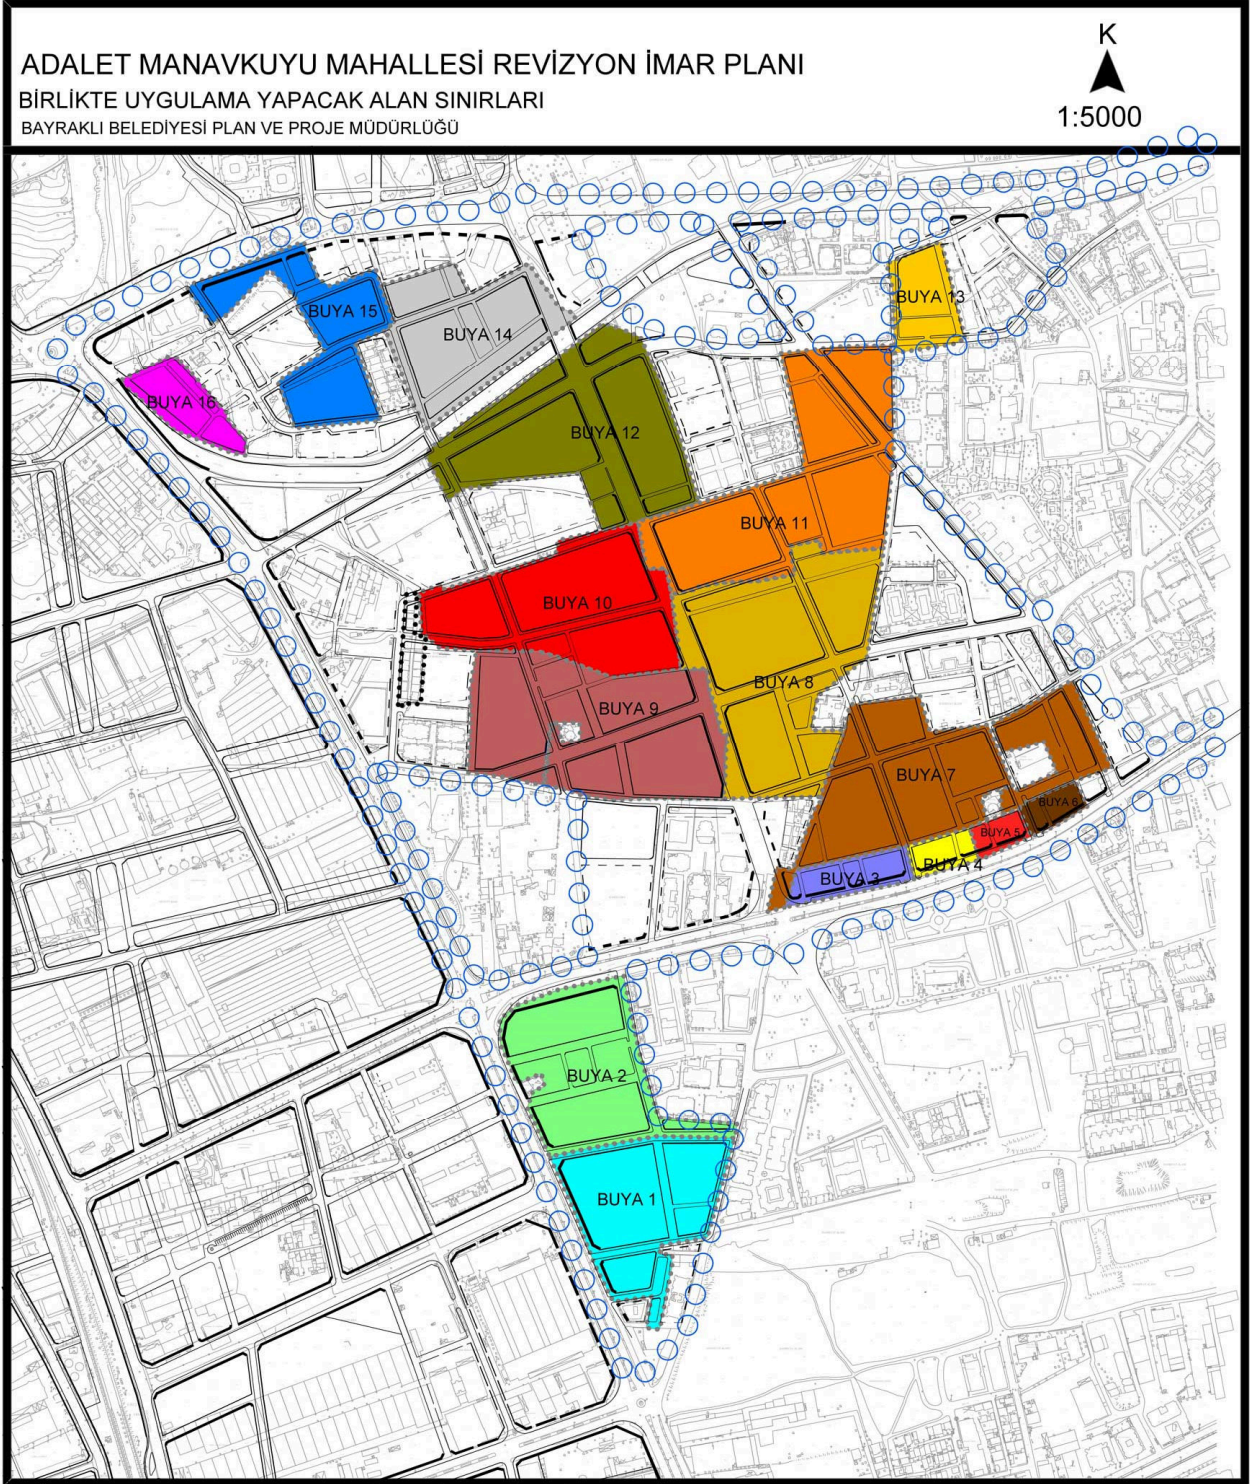 ADALET MANAVKUYU MAHALLESİ REVİZYON İMAR PLANI
BİRLİKTE UYGULAMA YAPACAK ALAN SINIRLARI
BAYRAKLI BELEDİYESİ PLAN VE PROJE MÜDÜRLÜĞÜ
K
1:5000
BUYA 13
BUYA 15
BUYA 14
BUYA 16
BUYA 12
BUYA 11
BUYA 10
BUYA 8
BUYA 9
BUYA 7
BUYA 6
BUYA 5
BUYA 4
BUYA 3
BUYA 2
BUYA 1